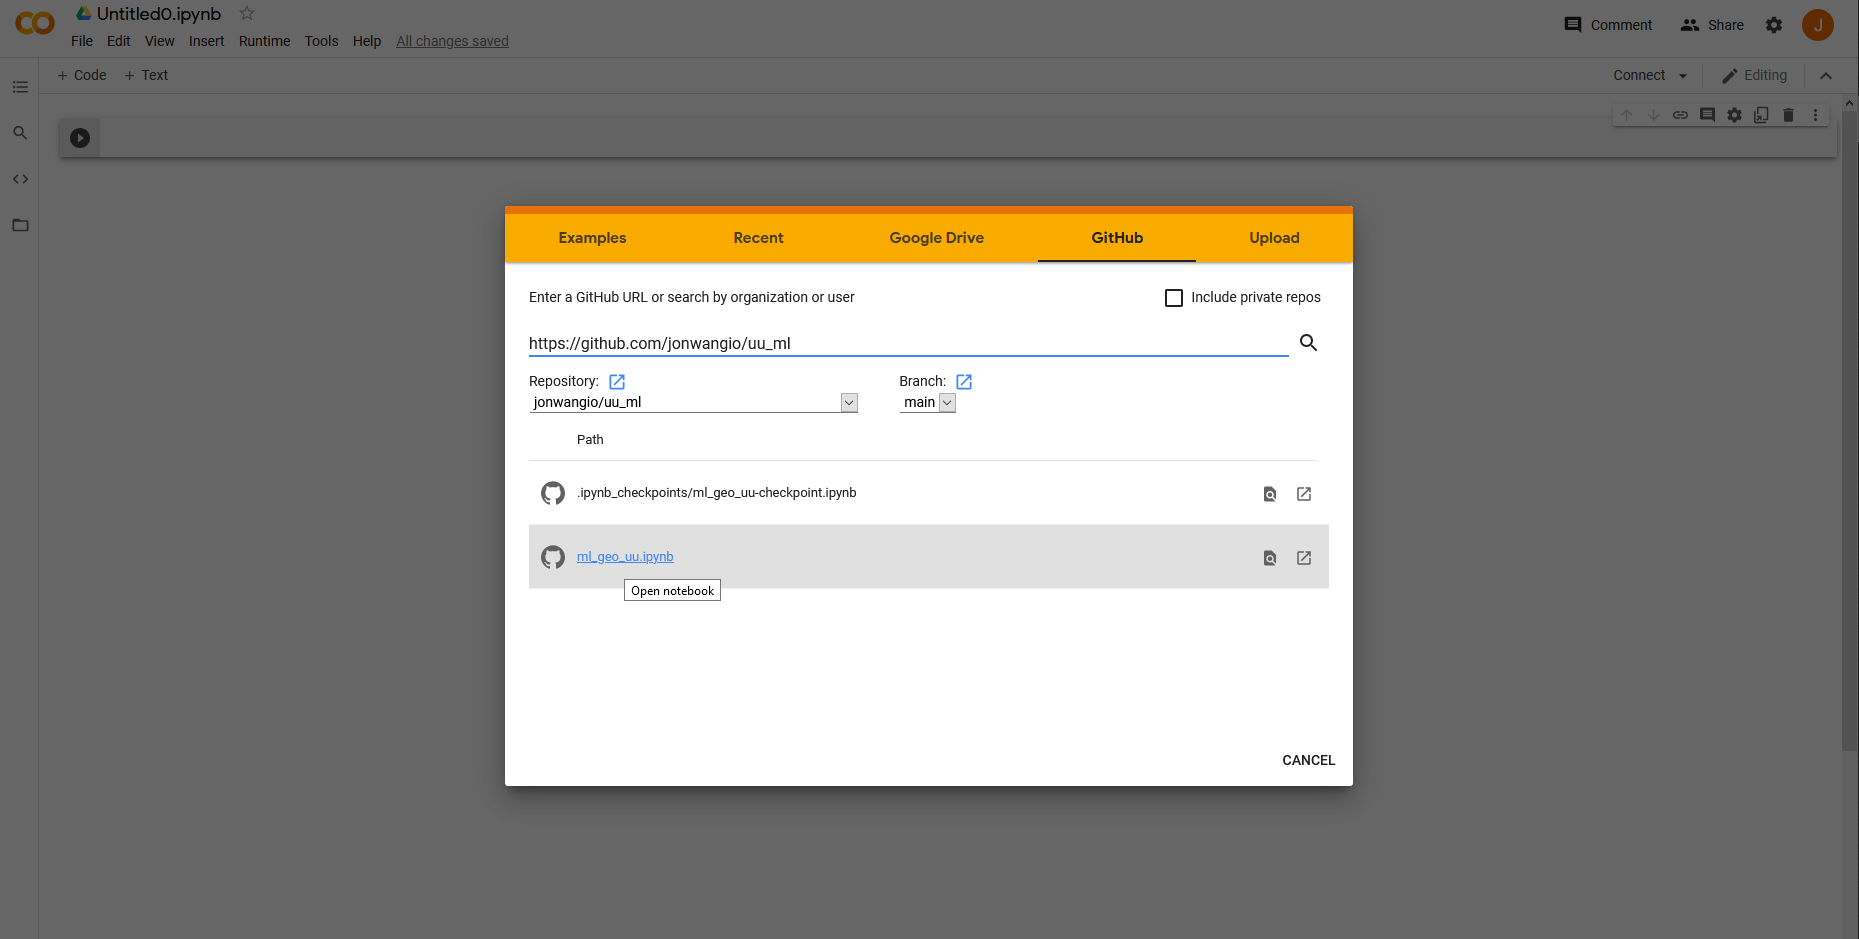 Untitled0.ipynb
File Edit View Insert Runtime Tools Help All changes saved
Comment Share J
+ Code + Text
Connect Editing
Examples Recent Google Drive GitHub Upload
Enter a GitHub URL or search by organization or user
Include private repos
https://github.com/jonwangio/uu_ml
Repository: Branch:
jonwangio/uu_ml main
Path
.ipynb_checkpoints/ml_geo_uu-checkpoint.ipynb
ml_geo_uu.ipynb
Open notebook
CANCEL